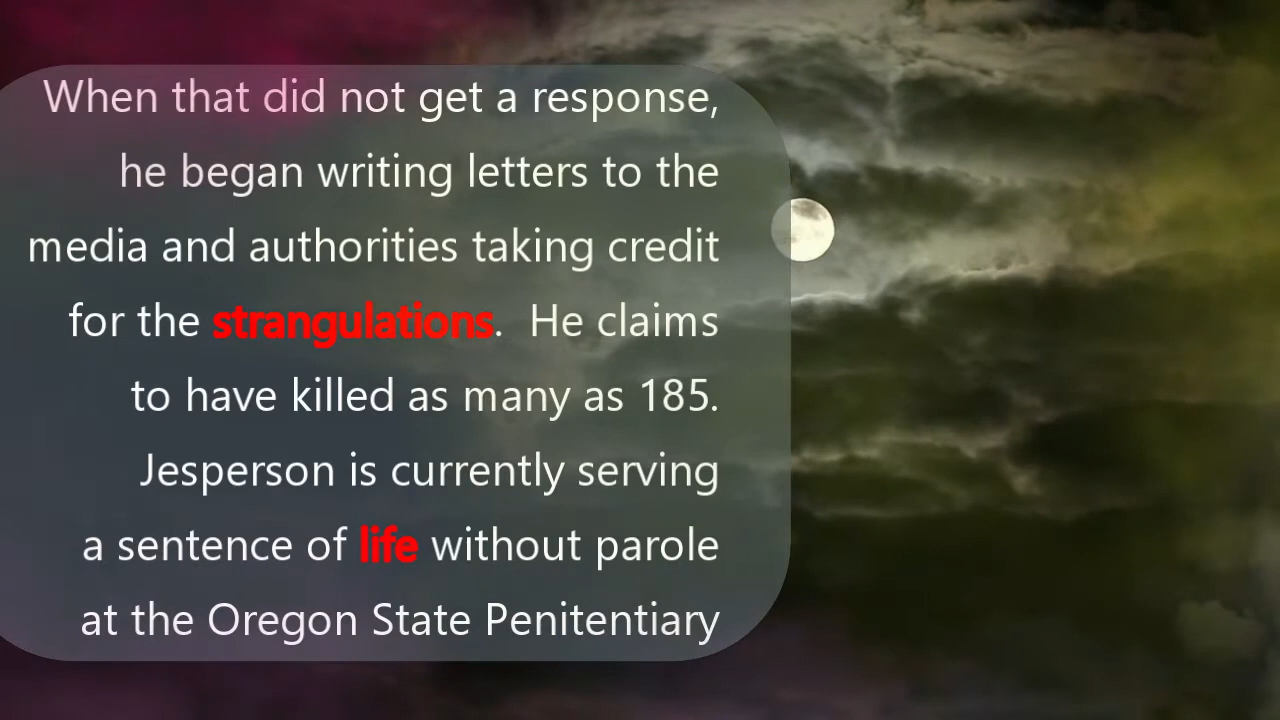 When that did not get a response,
he began writing letters to the
media and authorities taking credit
for the strangulations.  He claims
to have killed as many as 185.
Jesperson is currently serving
a sentence of life without parole
at the Oregon State Penitentiary